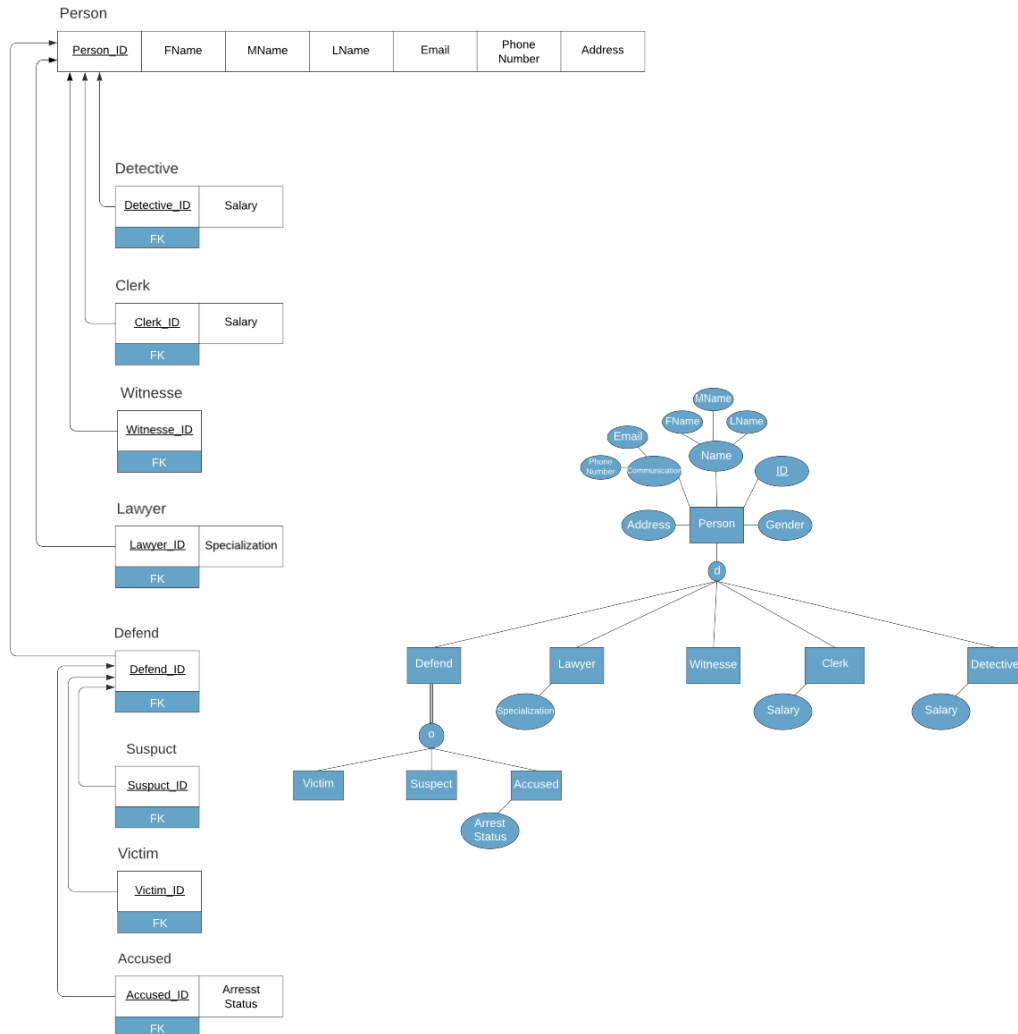 Person
Person_ID
FName
MName
LName
Email
Phone
Number
Address
Detective
Detective_ID
Salary
FK
Clerk
Clerk_ID
Salary
FK
Witnesse
Witnesse_ID
FK
Lawyer
Lawyer_ID
Specialization
FK
Defend
Defend_ID
FK
Suspuct
Suspuct_ID
FK
Victim
Victim_ID
FK
Accused
Accused_ID
Arresst
Status
FK
MName
FName
LName
Email
Name
Phone
Number
Communication
ID
Address
Person
Gender
d
Defend
Lawyer
Witnesse
Clerk
Detective
Specialization
Salary
Salary
o
Victim
Suspect
Accused
Arrest
Status